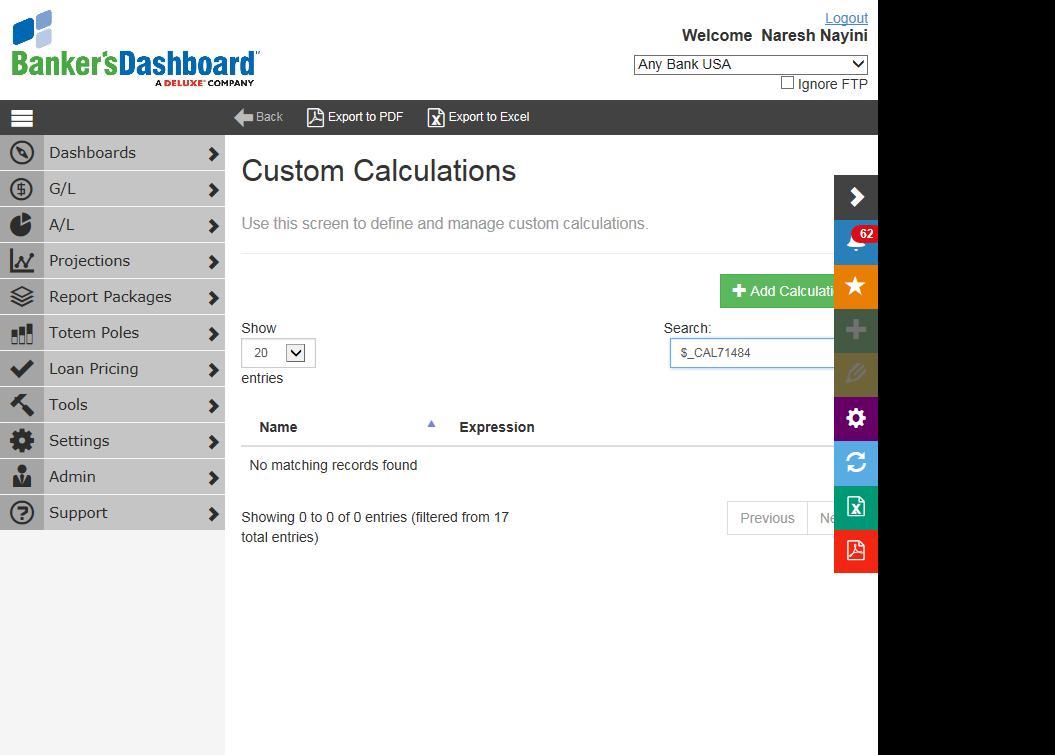 Logout
Welcome Naresh Nayini
Banker'sDashboard
A DELUXE COMPANY
Any Bank USA
Ignore FTP
Back Export to PDF Export to Excel
Dashboards
G/L
A/L
Projections
Report Packages
Totem Poles
Loan Pricing
Tools
Settings
Admin
Support
Custom Calculations
Use this screen to define and manage custom calculations.
62
Add Calculati
Show
20
entries
Search:
$_CAL71484
Name Expression
No matching records found
Showing 0 to 0 of 0 entries (filtered from 17
total entries)
Previous Ne